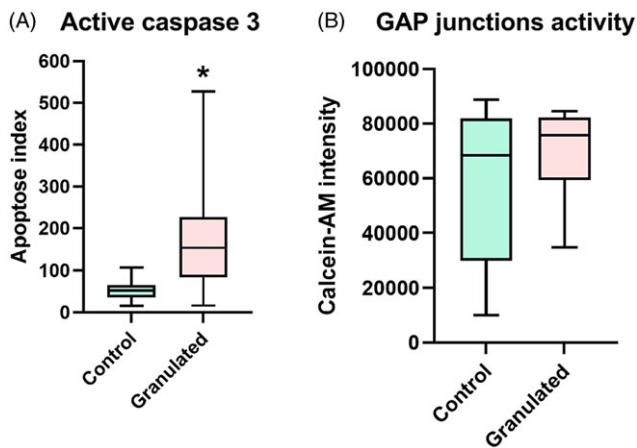 (A) Active caspase 3
Apoptose index
600
500
400
300
200
100
0
*
Control
Granulated
(B) GAP junctions activity
Calcein-AM intensity
100000
80000
60000
40000
20000
0
Control
Granulated